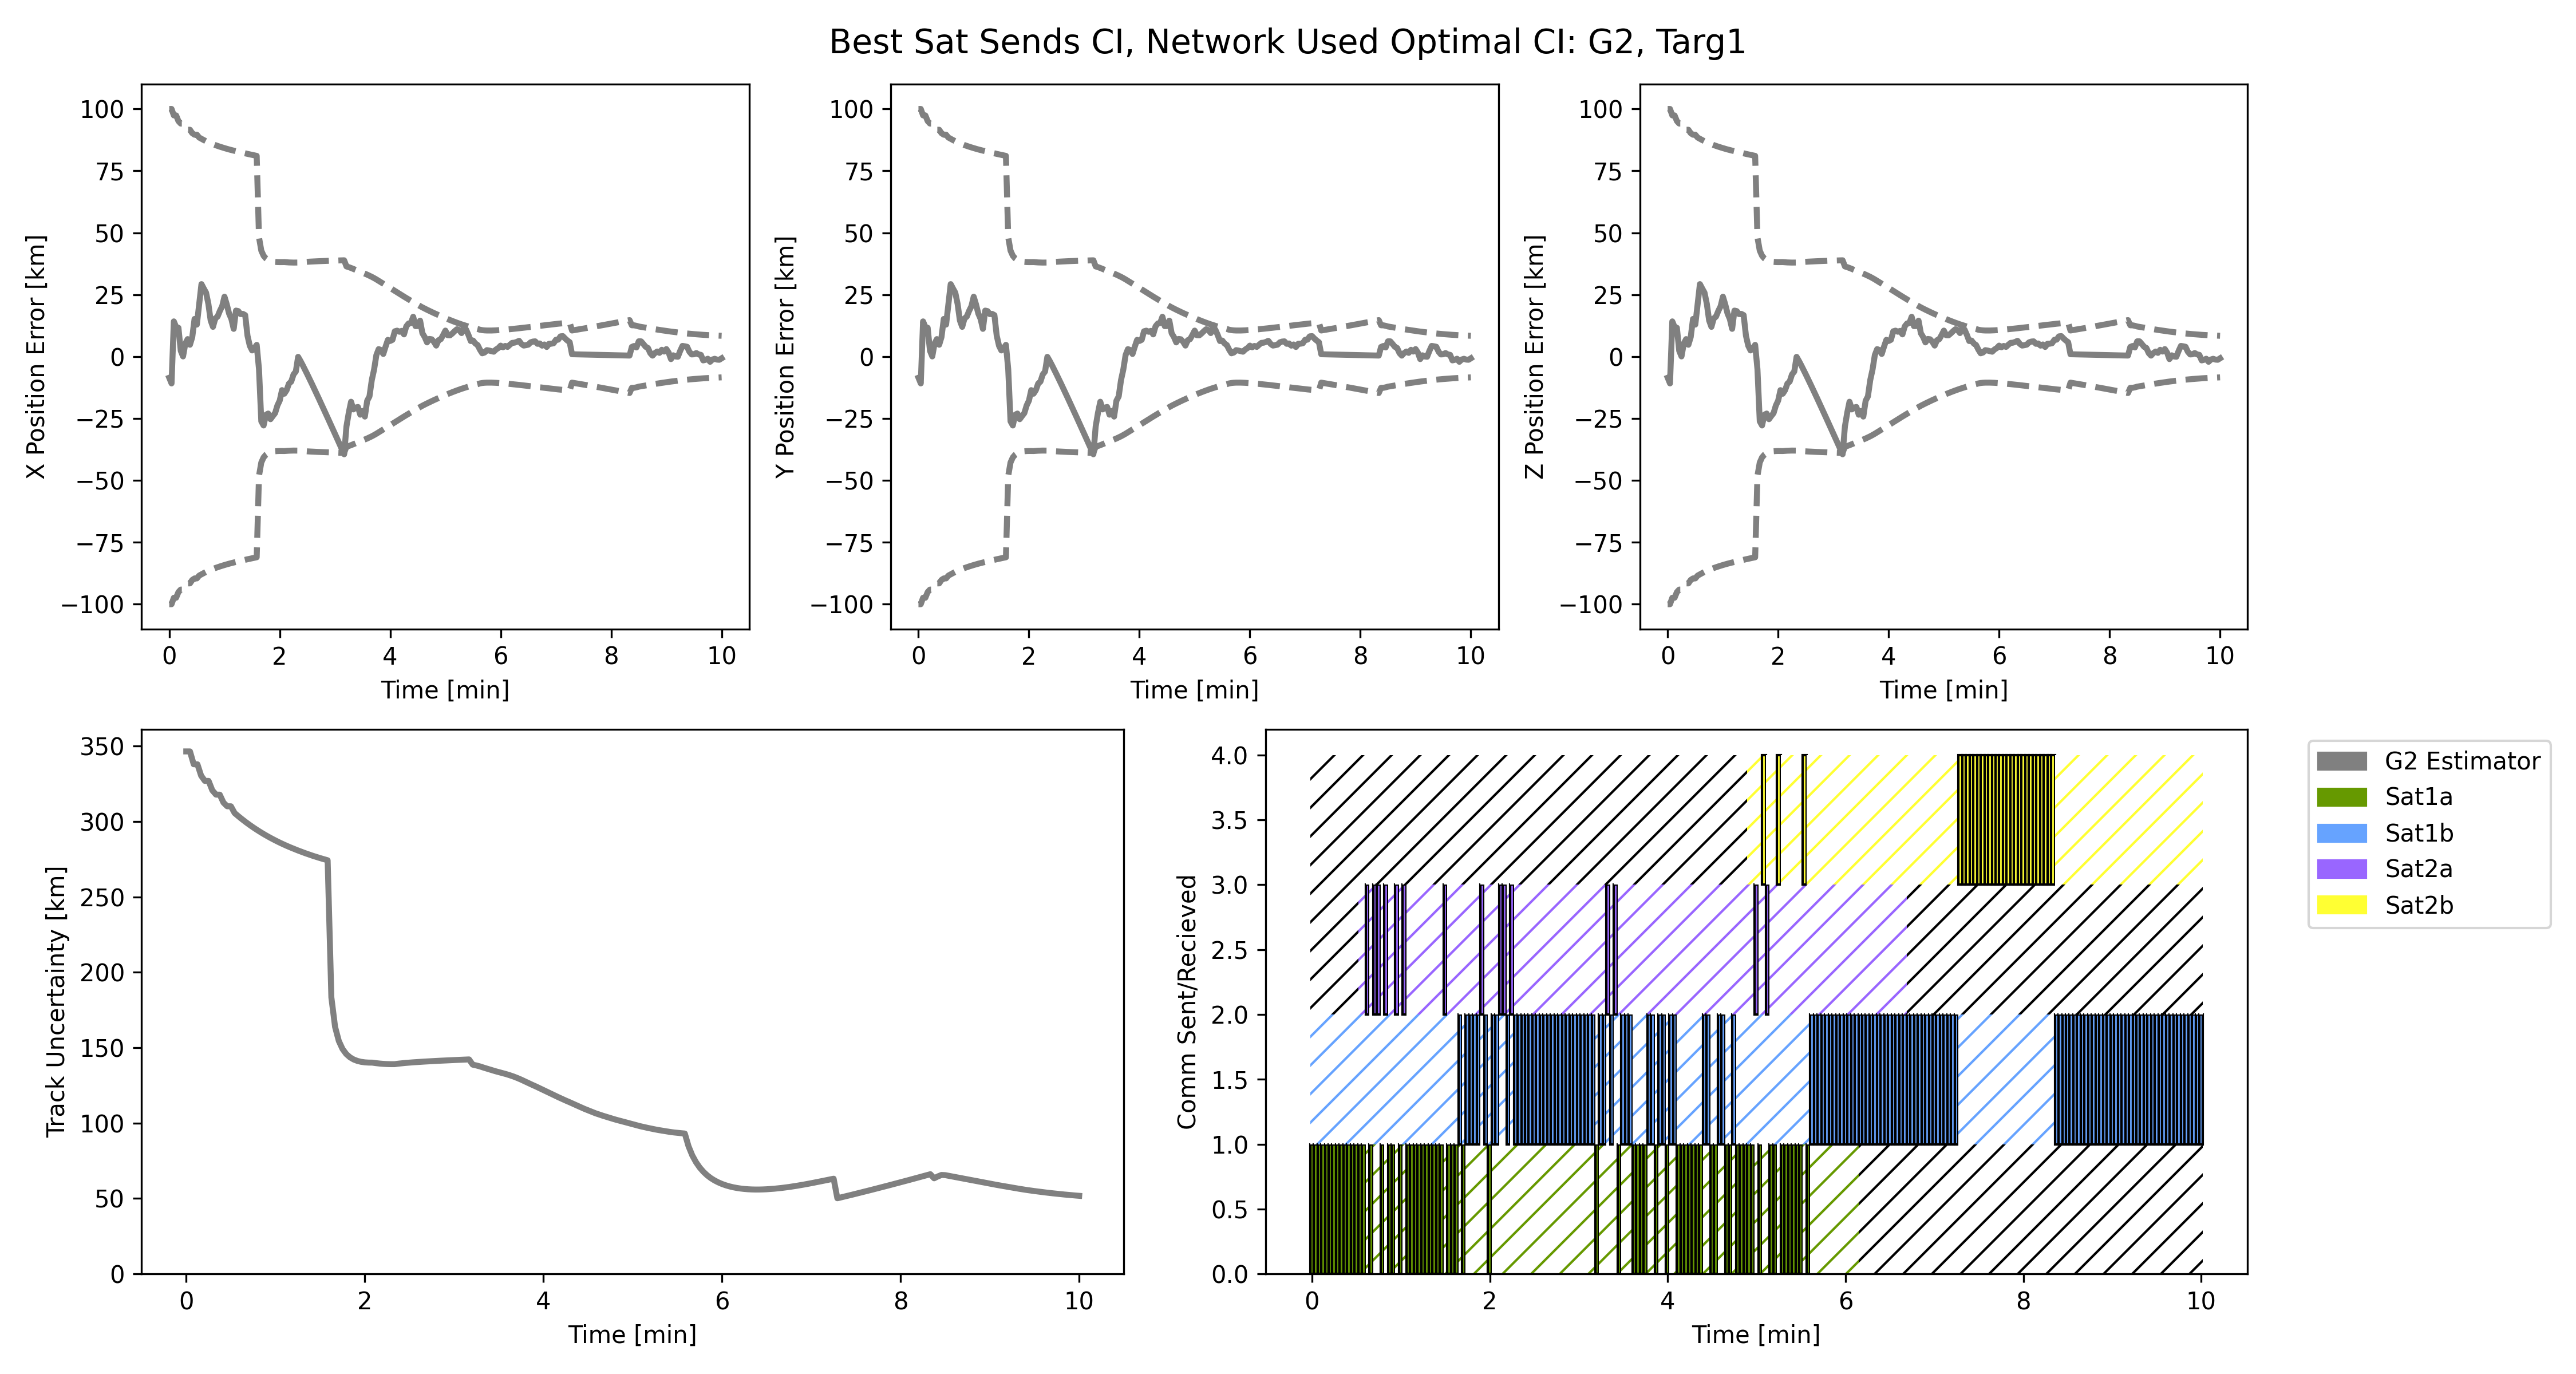 Best Sat Sends CI, Network Used Optimal CI: G2, Targ1
X Position Error [km]
100
75
50
25
0
−25
−50
−75
−100
0 2 4 6 8 10
Time [min]
Y Position Error [km]
100
75
50
25
0
−25
−50
−75
−100
0 2 4 6 8 10
Time [min]
Z Position Error [km]
100
75
50
25
0
−25
−50
−75
−100
0 2 4 6 8 10
Time [min]
Track Uncertainty [km]
350
300
250
200
150
100
50
0
0 2 4 6 8 10
Time [min]
Comm Sent/Recieved
4.0
3.5
3.0
2.5
2.0
1.5
1.0
0.5
0.0
0 2 4 6 8 10
Time [min]
G2 Estimator
Sat1a
Sat1b
Sat2a
Sat2b